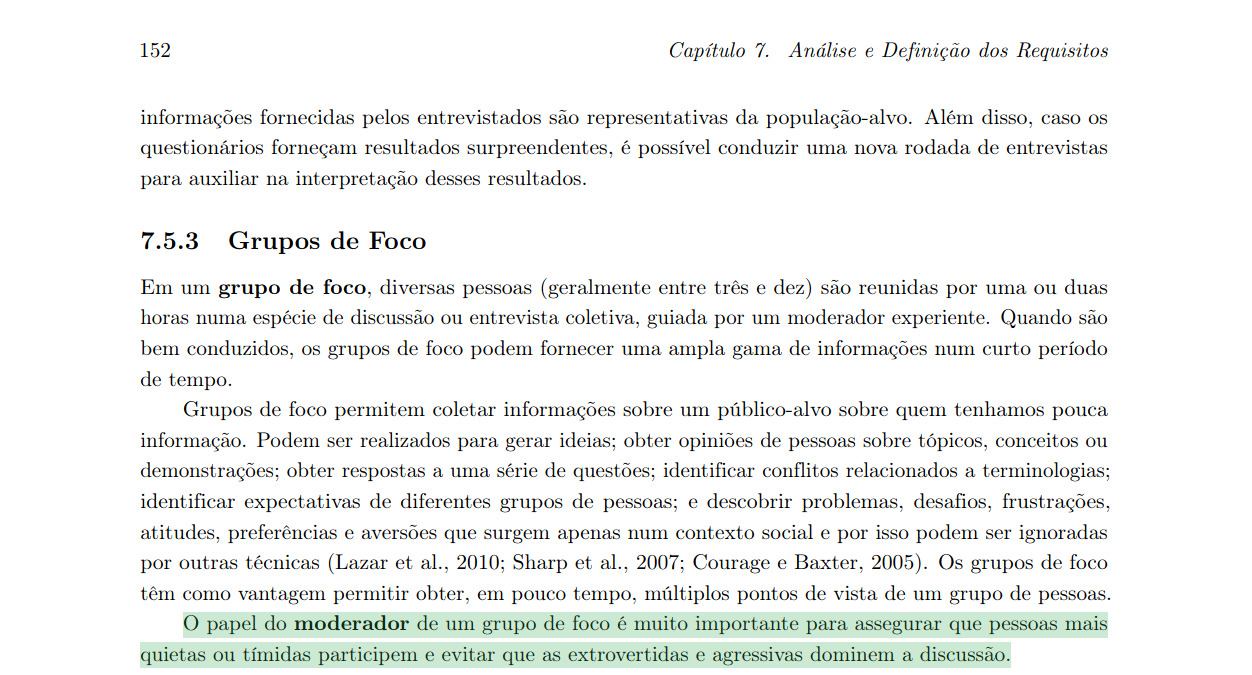 152 Capítulo 7. Análise e Definição dos Requisitos
informações fornecidas pelos entrevistados são representativas da população-alvo. Além disso, caso os
questionários forneçam resultados surpreendentes, é possível conduzir uma nova rodada de entrevistas
para auxiliar na interpretação desses resultados.
7.5.3 Grupos de Foco
Em um grupo de foco, diversas pessoas (geralmente entre três e dez) são reunidas por uma ou duas
horas numa espécie de discussão ou entrevista coletiva, guiada por um moderador experiente. Quando são
bem conduzidos, os grupos de foco podem fornecer uma ampla gama de informações num curto período
de tempo.
Grupos de foco permitem coletar informações sobre um público-alvo sobre quem tenhamos pouca
informação. Podem ser realizados para gerar ideias; obter opiniões de pessoas sobre tópicos, conceitos ou
demonstrações; obter respostas a uma série de questões; identificar conflitos relacionados a terminologias;
identificar expectativas de diferentes grupos de pessoas; e descobrir problemas, desafios, frustrações,
atitudes, preferências e aversões que surgem apenas num contexto social e por isso podem ser ignoradas
por outras técnicas (Lazar et al., 2010; Sharp et al., 2007; Courage e Baxter, 2005). Os grupos de foco
têm como vantagem permitir obter, em pouco tempo, múltiplos pontos de vista de um grupo de pessoas.
O papel do moderador de um grupo de foco é muito importante para assegurar que pessoas mais
quietas ou tímidas participem e evitar que as extrovertidas e agressivas dominem a discussão.